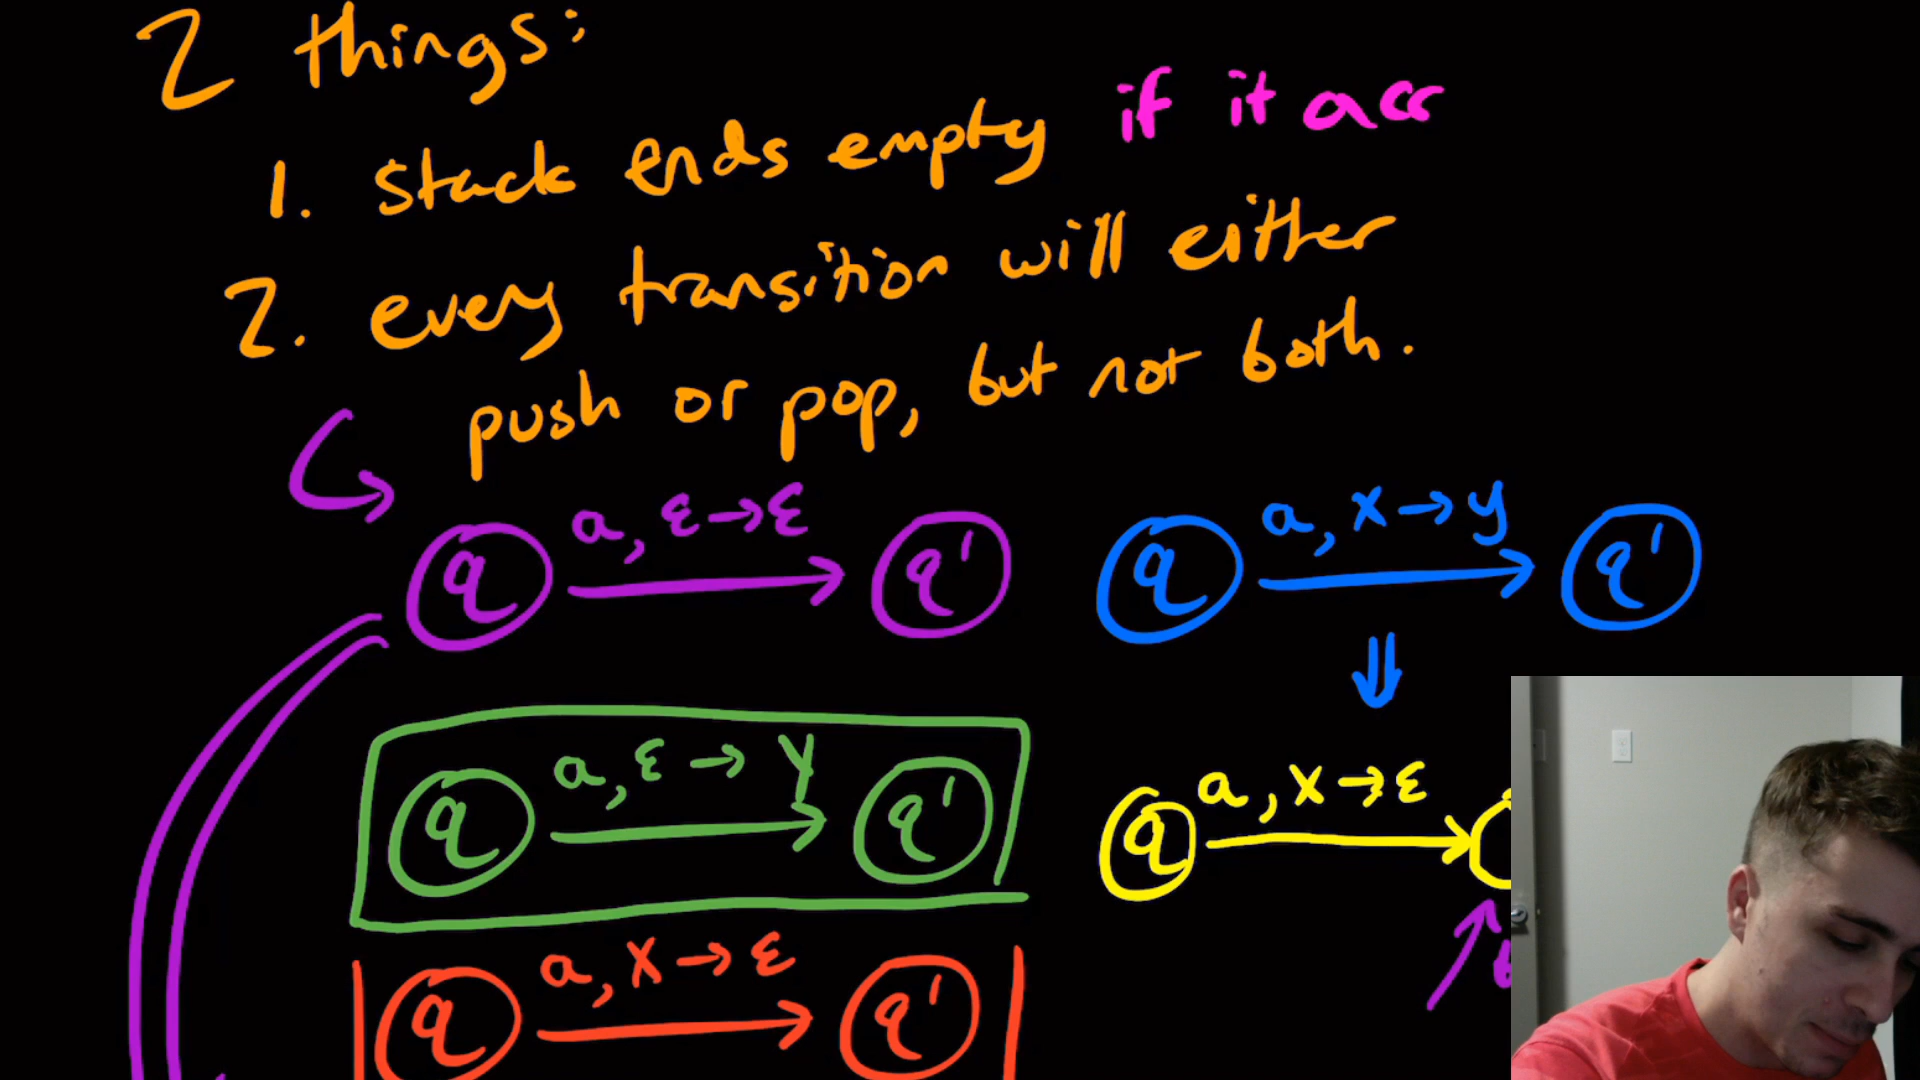 2 things:
1. Stack ends empty if it acc
2. every transition will either
push or pop, but not both.
q a, ε→ε q'
q a, x→y q'
⇓
q a, ε→y q'
q a, x→ε
q a, x→ε q'